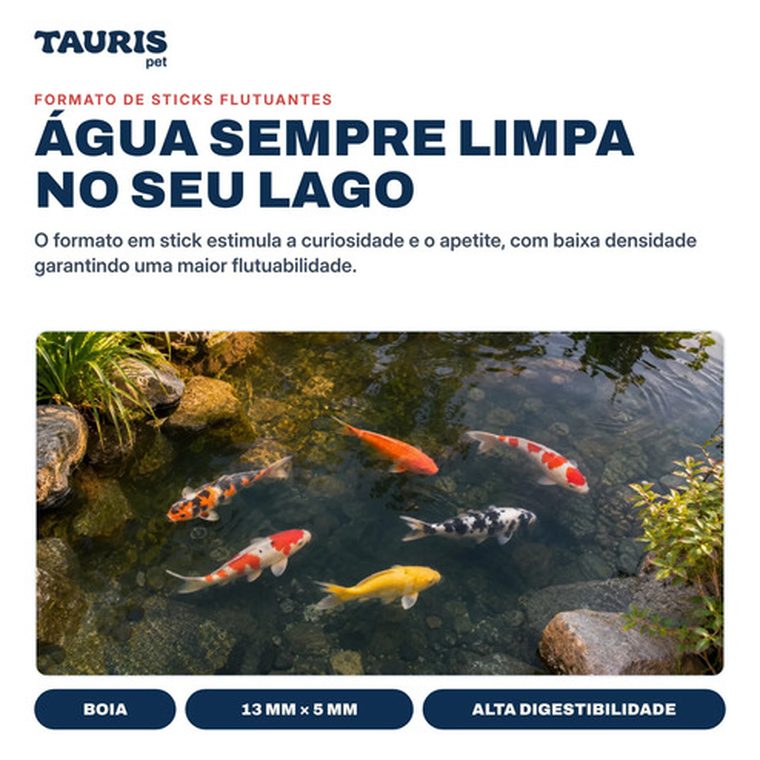 TAURIS
pet
FORMATO DE STICKS FLUTUANTES
ÁGUA SEMPRE LIMPA
NO SEU LAGO
O formato em stick estimula a curiosidade e o apetite, com baixa densidade
garantindo uma maior flutuabilidade.
BOIA
13 MM × 5 MM
ALTA DIGESTIBILIDADE